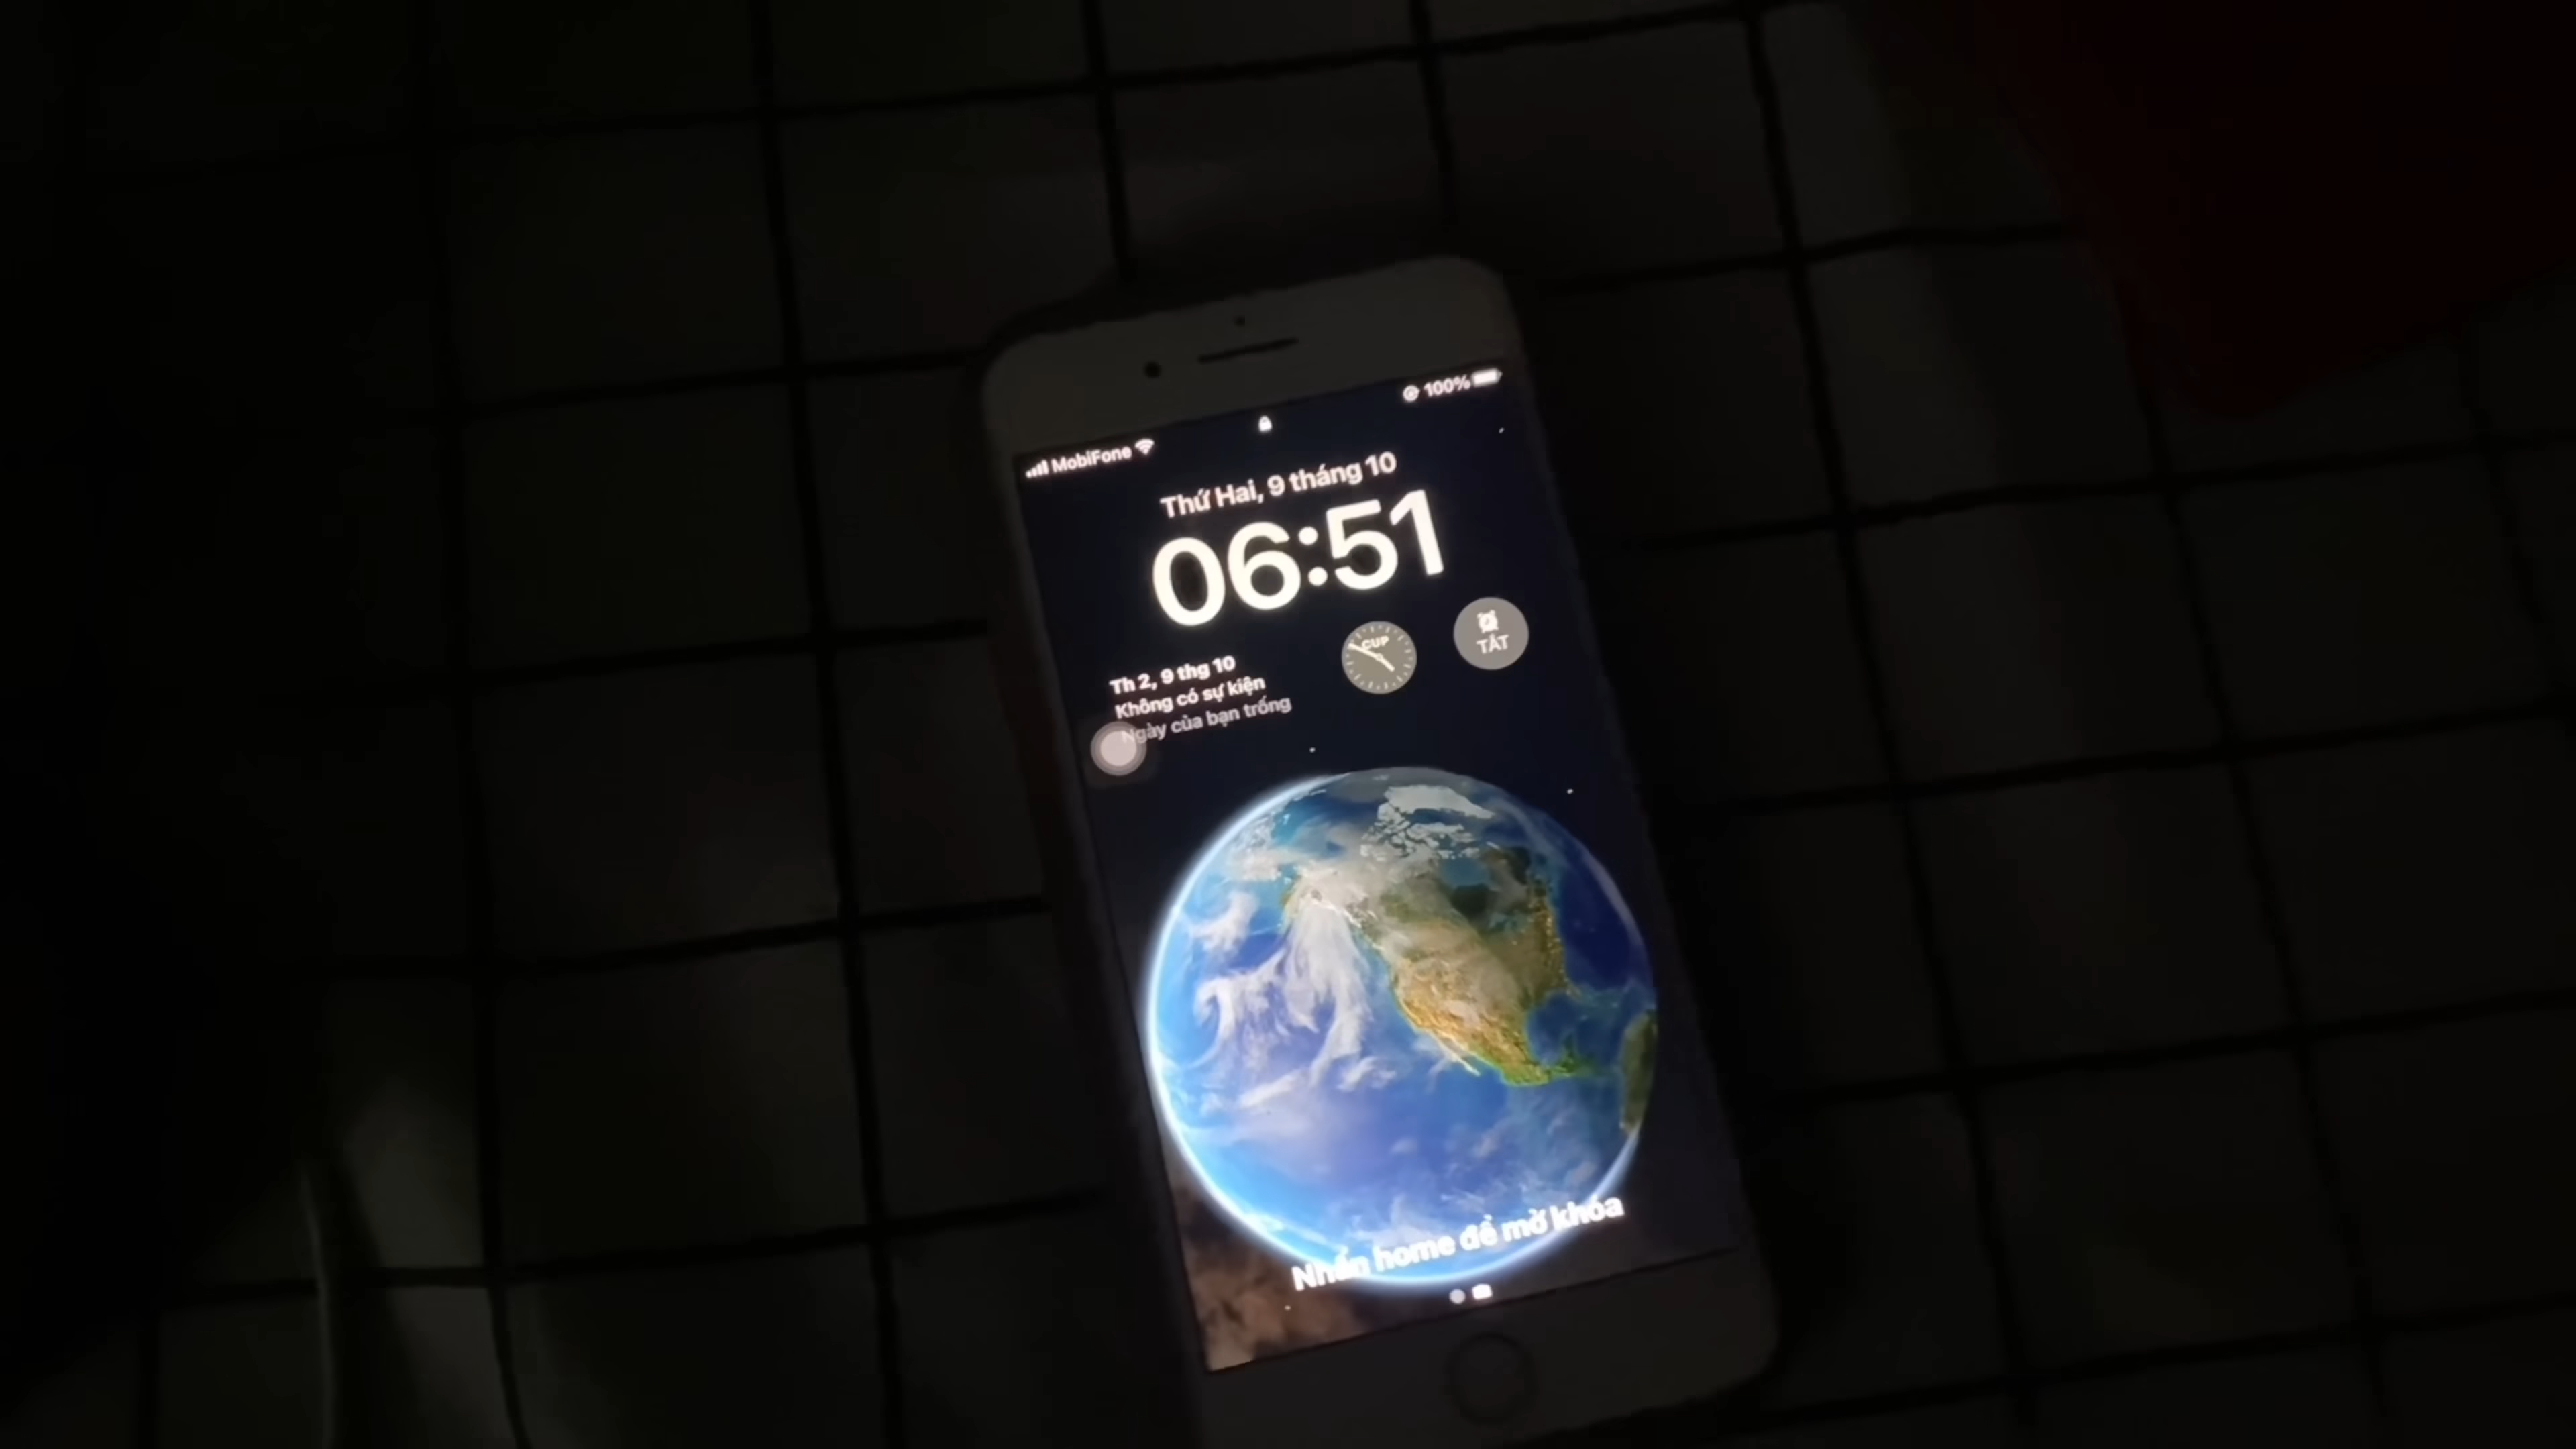 MobiFone
100%
Thứ Hai, 9 tháng 10
06:51
CUP
TẮT
Th 2, 9 thg 10
Không có sự kiện
Ngày của bạn trống
Nhấn home để mở khóa